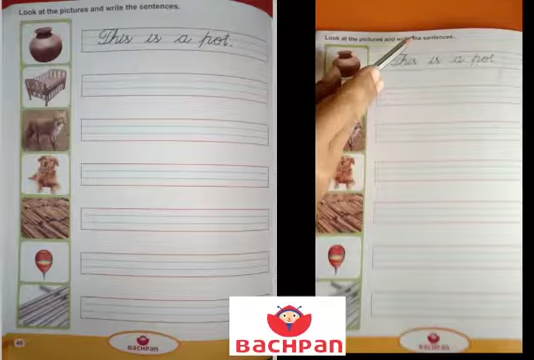 Look at the pictures and write the sentences.
This is a pot.
46
BACHPAN
Look at the pictures and write the sentences.
This is a pot
BACHPAN
BACHPAN